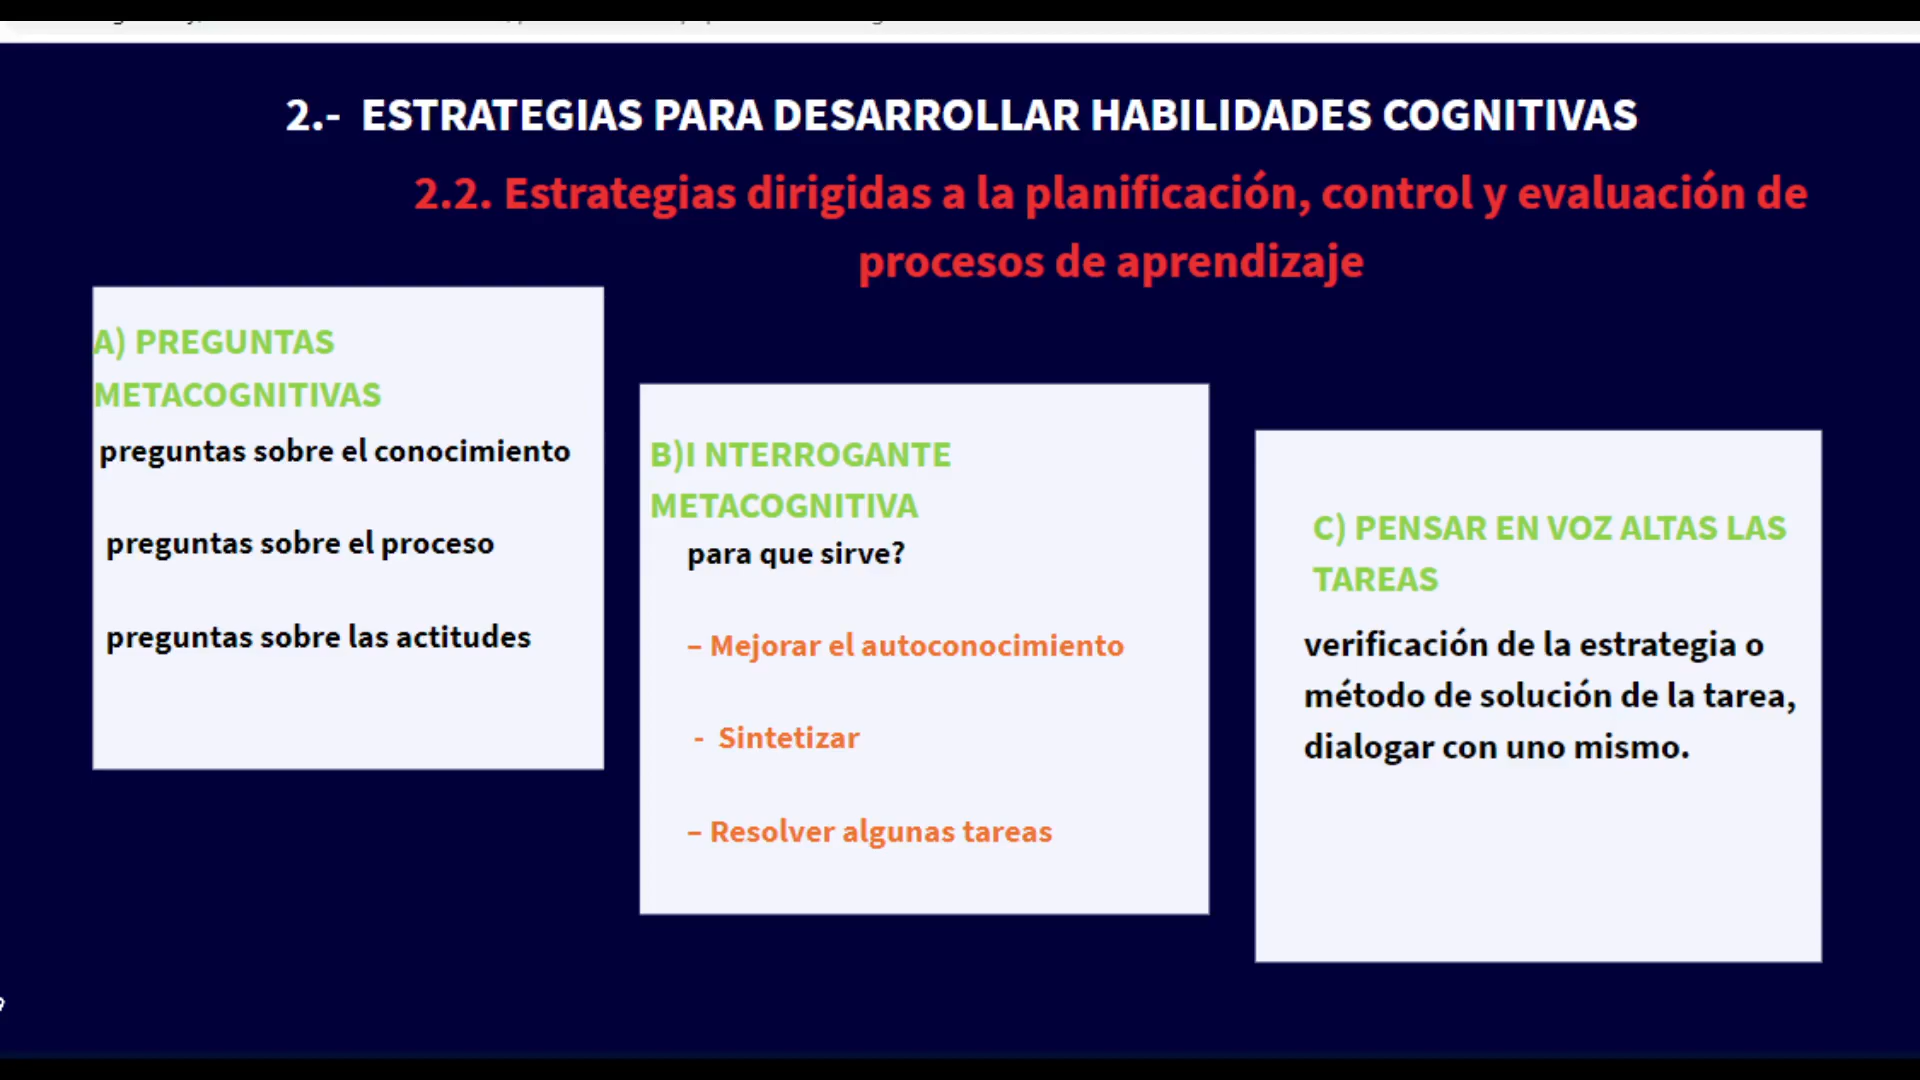 2.- ESTRATEGIAS PARA DESARROLLAR HABILIDADES COGNITIVAS
2.2. Estrategias dirigidas a la planificación, control y evaluación de
procesos de aprendizaje
A) PREGUNTAS
METACOGNITIVAS
preguntas sobre el conocimiento
preguntas sobre el proceso
preguntas sobre las actitudes
B)I NTERROGANTE
METACOGNITIVA
para que sirve?
– Mejorar el autoconocimiento
- Sintetizar
– Resolver algunas tareas
C) PENSAR EN VOZ ALTAS LAS
TAREAS
verificación de la estrategia o
método de solución de la tarea,
dialogar con uno mismo.